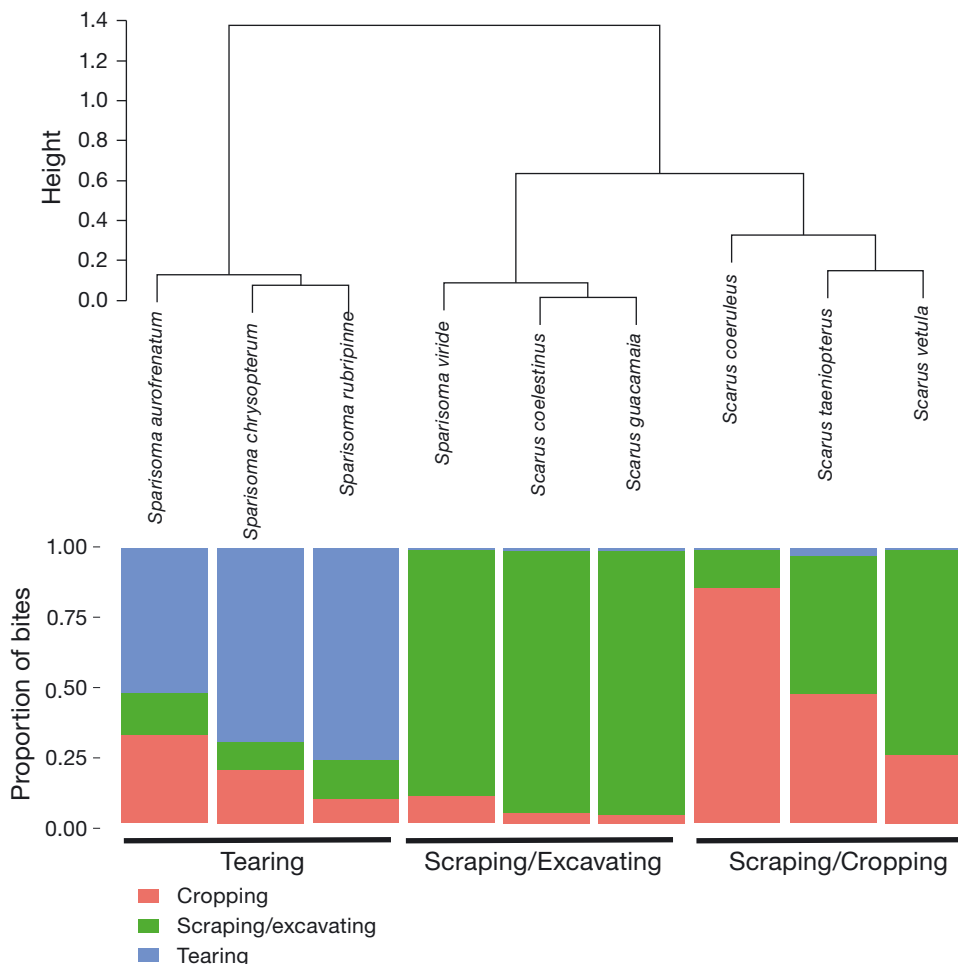 1.4
1.2
1.0
0.8
0.6
0.4
0.2
0.0
Height
Sparisoma aurofrenatum
Sparisoma chrysopterum
Sparisoma rubripinne
Sparisoma viride
Scarus coelestinus
Scarus guacamaia
Scarus coeruleus
Scarus taeniopterus
Scarus vetula
1.00
0.75
0.50
0.25
0.00
Proportion of bites
Tearing
Scraping/Excavating
Scraping/Cropping
Cropping
Scraping/excavating
Tearing